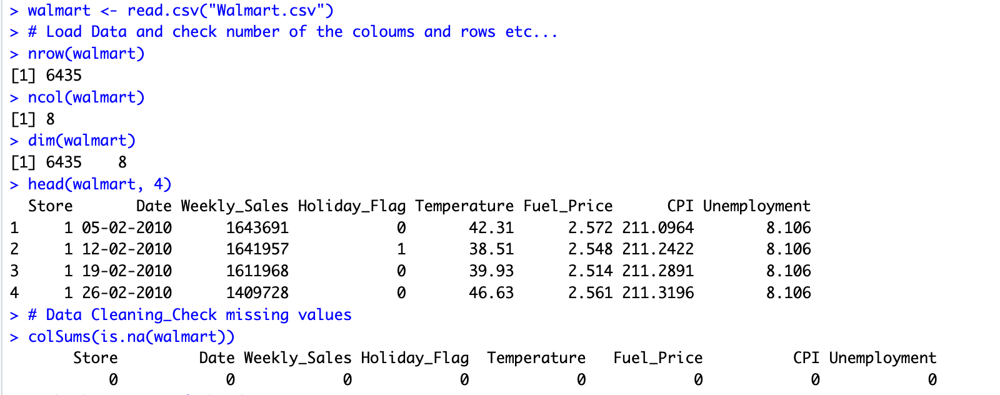 > walmart <- read.csv("Walmart.csv")
> # Load Data and check number of the coloums and rows etc...
> nrow(walmart)
[1] 6435
> ncol(walmart)
[1] 8
> dim(walmart)
[1] 6435    8
> head(walmart, 4)
  Store       Date Weekly_Sales Holiday_Flag Temperature Fuel_Price      CPI Unemployment
1     1 05-02-2010      1643691            0       42.31      2.572 211.0964        8.106
2     1 12-02-2010      1641957            1       38.51      2.548 211.2422        8.106
3     1 19-02-2010      1611968            0       39.93      2.514 211.2891        8.106
4     1 26-02-2010      1409728            0       46.63      2.561 211.3196        8.106
> # Data Cleaning_Check missing values
> colSums(is.na(walmart))
       Store         Date Weekly_Sales Holiday_Flag  Temperature   Fuel_Price          CPI Unemployment
           0            0            0            0            0            0            0            0